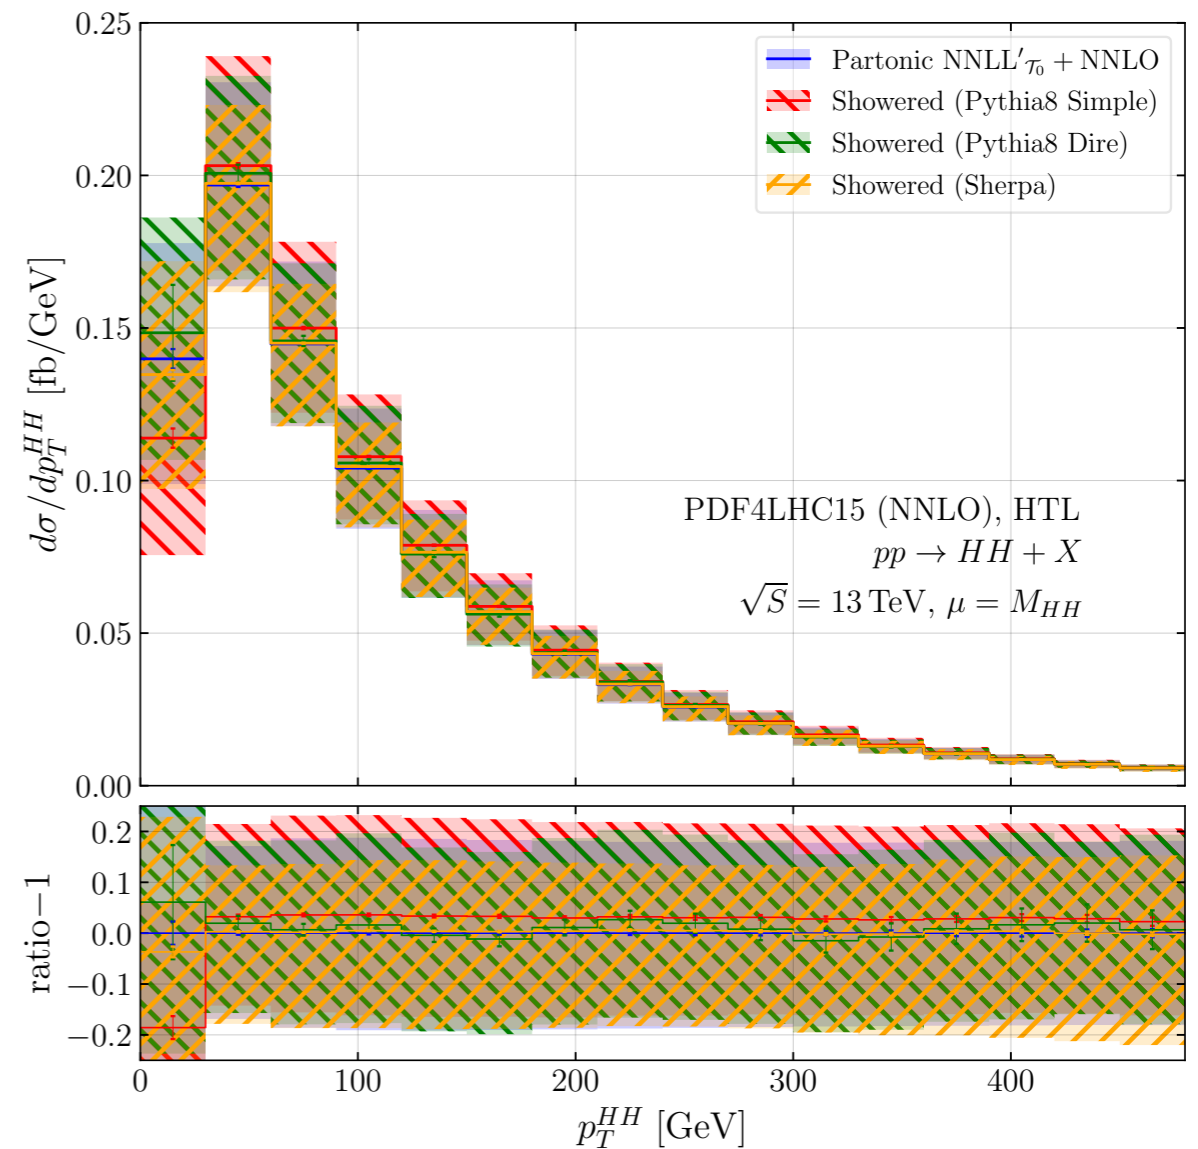 0.25
0.20
0.15
0.10
0.05
0.00
dσ/dp_T^{HH} [fb/GeV]
Partonic NNLL′_{𝒯₀} + NNLO
Showered (Pythia8 Simple)
Showered (Pythia8 Dire)
Showered (Sherpa)
PDF4LHC15 (NNLO), HTL
pp → HH + X
√S = 13 TeV, μ = M_{HH}
0.2
0.1
0.0
−0.1
−0.2
ratio−1
0 100 200 300 400
p_T^{HH} [GeV]